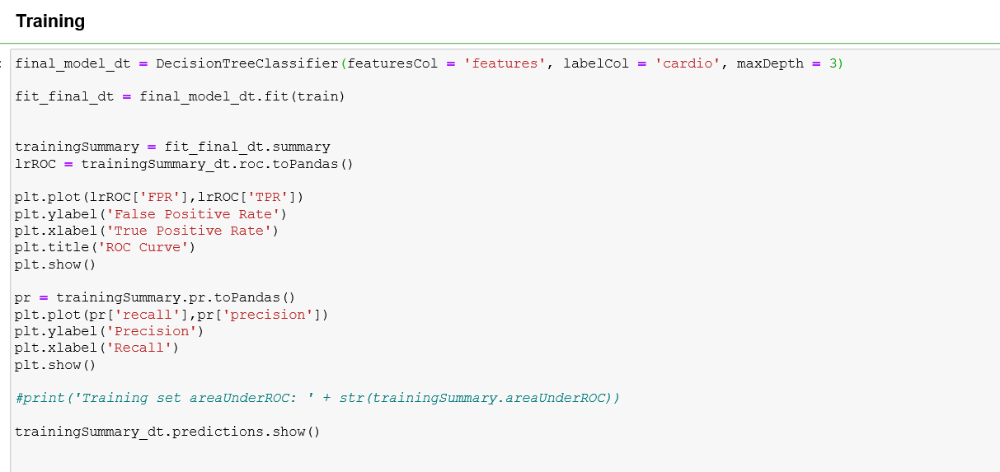 Training
final_model_dt = DecisionTreeClassifier(featuresCol = 'features', labelCol = 'cardio', maxDepth = 3)
fit_final_dt = final_model_dt.fit(train)
trainingSummary = fit_final_dt.summary
lrROC = trainingSummary_dt.roc.toPandas()
plt.plot(lrROC['FPR'],lrROC['TPR'])
plt.ylabel('False Positive Rate')
plt.xlabel('True Positive Rate')
plt.title('ROC Curve')
plt.show()
pr = trainingSummary.pr.toPandas()
plt.plot(pr['recall'],pr['precision'])
plt.ylabel('Precision')
plt.xlabel('Recall')
plt.show()
#print('Training set areaUnderROC: ' + str(trainingSummary.areaUnderROC))
trainingSummary_dt.predictions.show()